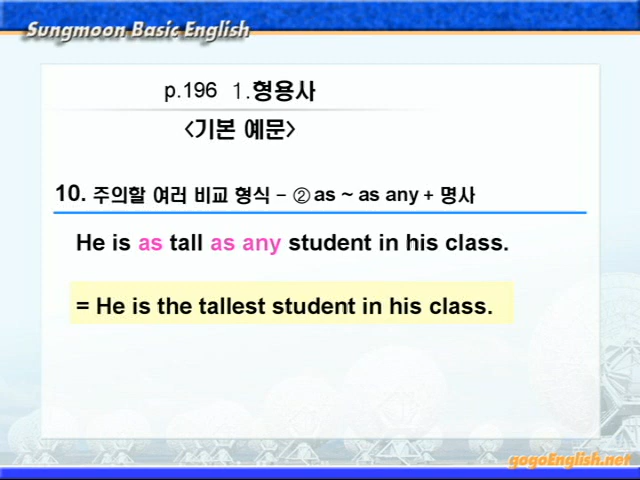 Sungmoon Basic English
p.196 1.형용사
<기본 예문>
10. 주의할 여러 비교 형식 – ② as ~ as any + 명사
He is as tall as any student in his class.
= He is the tallest student in his class.
gogoEnglish.net